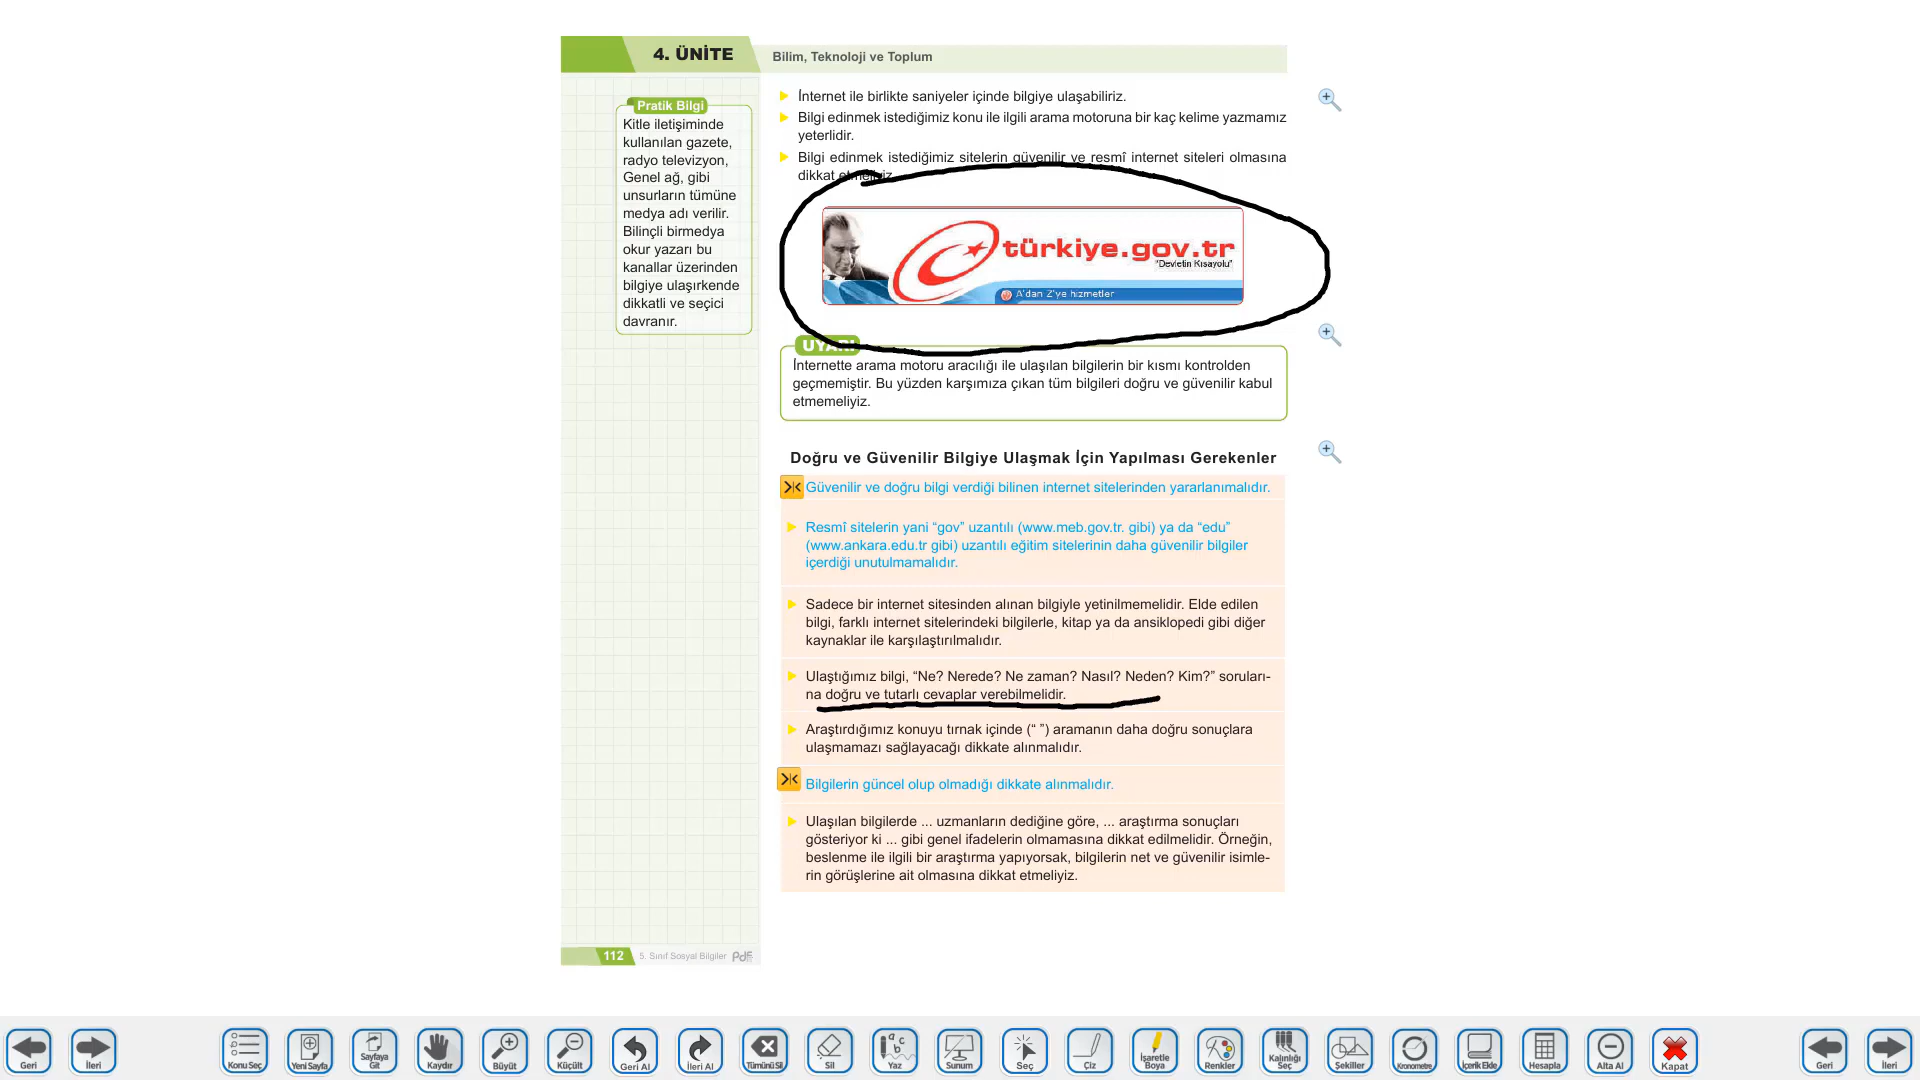 4. ÜNİTE
Bilim, Teknoloji ve Toplum
Pratik Bilgi
Kitle iletişiminde
kullanılan gazete,
radyo televizyon,
Genel ağ, gibi
unsurların tümüne
medya adı verilir.
Bilinçli birmedya
okur yazarı bu
kanallar üzerinden
bilgiye ulaşırkende
dikkatli ve seçici
davranır.
İnternet ile birlikte saniyeler içinde bilgiye ulaşabiliriz.
Bilgi edinmek istediğimiz konu ile ilgili arama motoruna bir kaç kelime yazmamız
yeterlidir.
Bilgi edinmek istediğimiz sitelerin güvenilir ve resmî internet siteleri olmasına
dikkat etmeliyiz.
türkiye.gov.tr
"Devletin Kısayolu"
A'dan Z'ye hizmetler
UYARI
İnternette arama motoru aracılığı ile ulaşılan bilgilerin bir kısmı kontrolden
geçmemiştir. Bu yüzden karşımıza çıkan tüm bilgileri doğru ve güvenilir kabul
etmemeliyiz.
Doğru ve Güvenilir Bilgiye Ulaşmak İçin Yapılması Gerekenler
Güvenilir ve doğru bilgi verdiği bilinen internet sitelerinden yararlanımalıdır.
Resmî sitelerin yani “gov” uzantılı (www.meb.gov.tr. gibi) ya da “edu”
(www.ankara.edu.tr gibi) uzantılı eğitim sitelerinin daha güvenilir bilgiler
içerdiği unutulmamalıdır.
Sadece bir internet sitesinden alınan bilgiyle yetinilmemelidir. Elde edilen
bilgi, farklı internet sitelerindeki bilgilerle, kitap ya da ansiklopedi gibi diğer
kaynaklar ile karşılaştırılmalıdır.
Ulaştığımız bilgi, “Ne? Nerede? Ne zaman? Nasıl? Neden? Kim?” soruları-
na doğru ve tutarlı cevaplar verebilmelidir.
Araştırdığımız konuyu tırnak içinde (“ ”) aramanın daha doğru sonuçlara
ulaşmamazı sağlayacağı dikkate alınmalıdır.
Bilgilerin güncel olup olmadığı dikkate alınmalıdır.
Ulaşılan bilgilerde ... uzmanların dediğine göre, ... araştırma sonuçları
gösteriyor ki ... gibi genel ifadelerin olmamasına dikkat edilmelidir. Örneğin,
beslenme ile ilgili bir araştırma yapıyorsak, bilgilerin net ve güvenilir isimle-
rin görüşlerine ait olmasına dikkat etmeliyiz.
112 5. Sınıf Sosyal Bilgiler Pdf
Geri İleri Konu Seç Yeni Sayfa Sayfaya Git Kaydır Büyüt Küçült Geri Al İleri Al Tümünü Sil Sil Yaz Sunum Seç Çiz İşaretle Boya Renkler Kalınlığı Seç Şekiller Kronometre İçerik Ekle Hesapla Alta Al Kapat Geri İleri